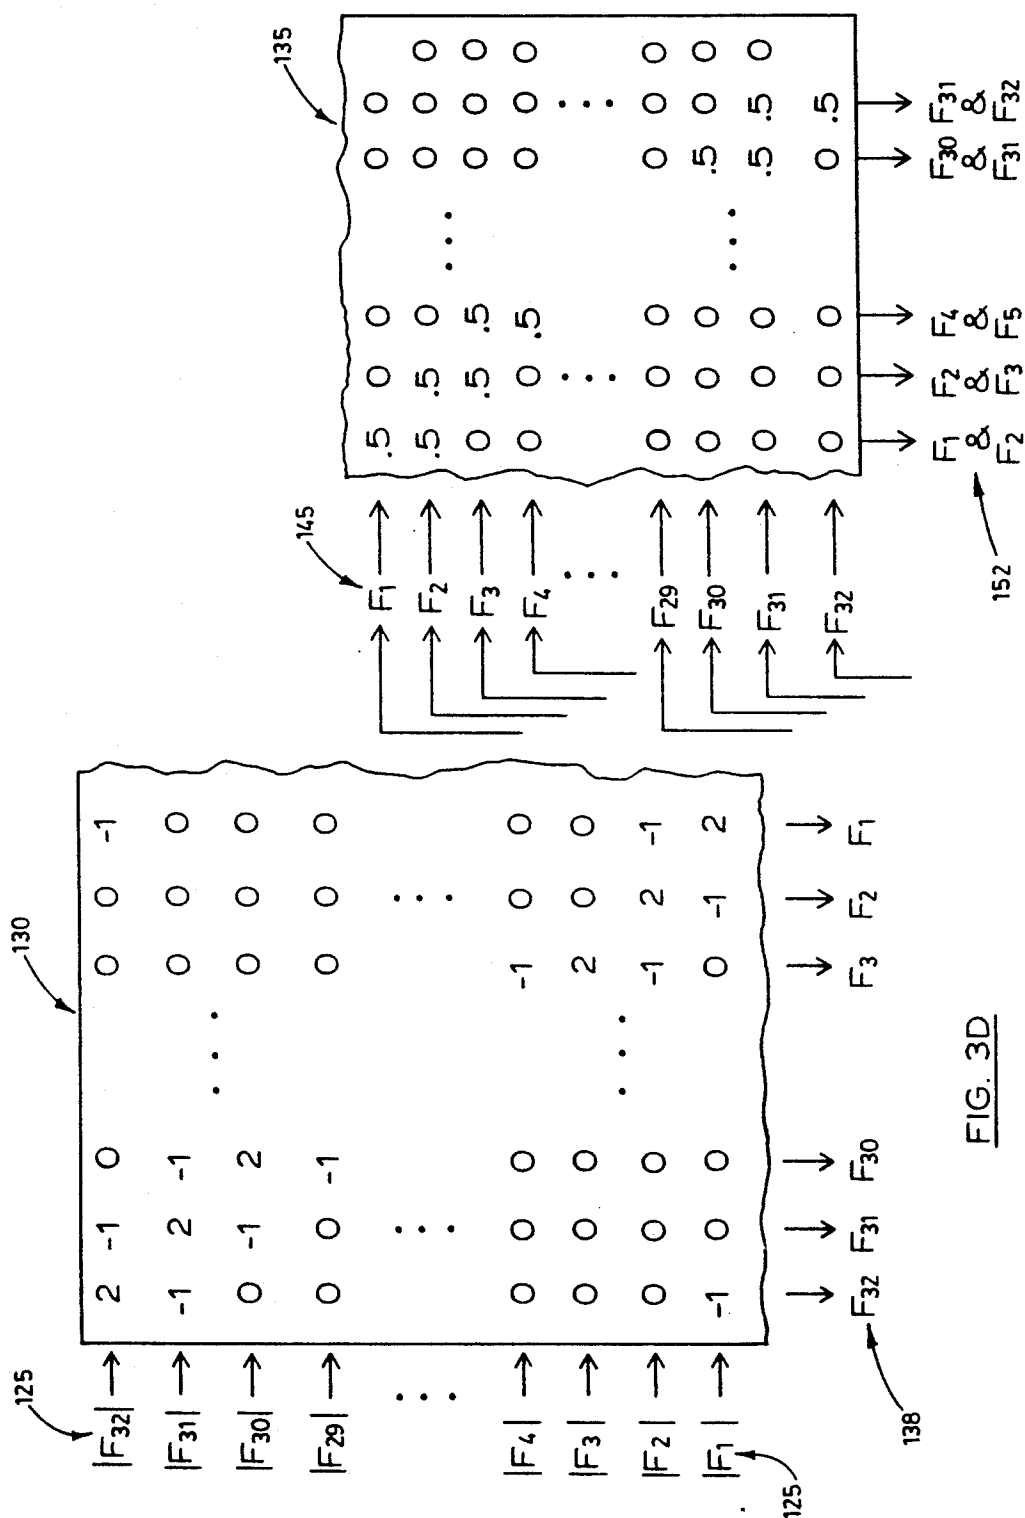 130
125
|F32| 2 -1 0 0 0 -1
|F31| -1 2 -1 ... 0 0 0
|F30| 0 -1 2 0 0 0
|F29| 0 0 -1 0 0 0
... ... ...
|F4| 0 0 0 -1 0 0
|F3| 0 0 0 2 0 0
|F2| 0 0 0 ... -1 2 -1
|F1| -1 0 0 0 -1 2
125
F32 F31 F30 F3 F2 F1
138
135
145
F1 .5 0 0 0 0
F2 .5 .5 0 ... 0 0 0
F3 0 .5 .5 0 0 0
F4 0 0 .5 0 0 0
... ... ...
F29 0 0 0 0 0 0
F30 0 0 0 .5 0 0
F31 0 0 0 ... .5 .5 0
F32 0 0 0 0 .5
F1 F2 F4 F30 F31
& & & & &
F2 F3 F5 F31 F32
152
FIG. 3D